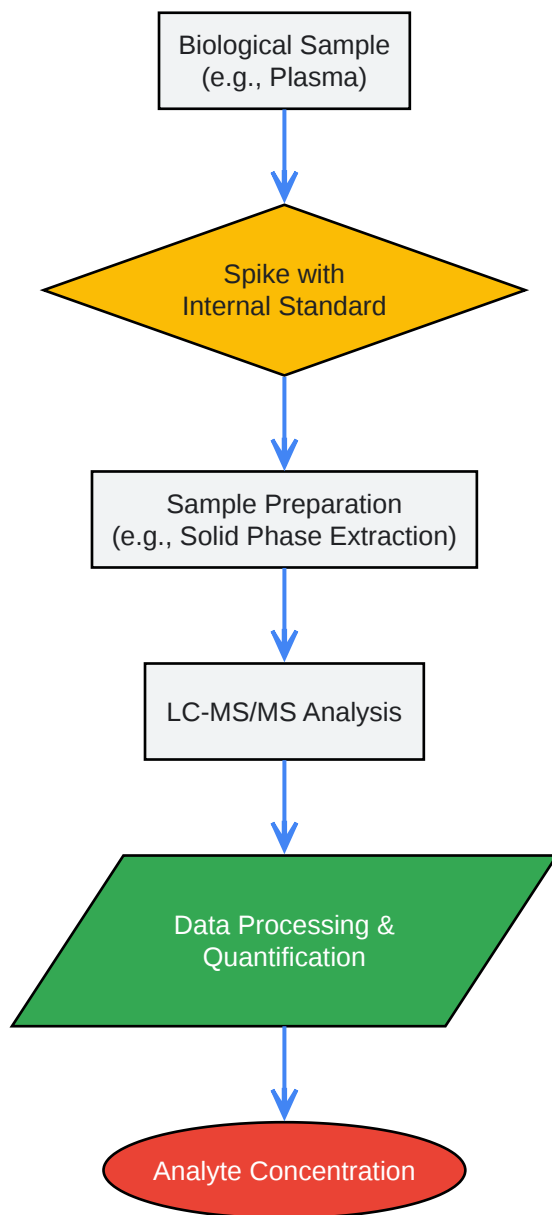 Biological Sample
(e.g., Plasma)
Spike with
Internal Standard
Sample Preparation
(e.g., Solid Phase Extraction)
LC-MS/MS Analysis
Data Processing &
Quantification
Analyte Concentration